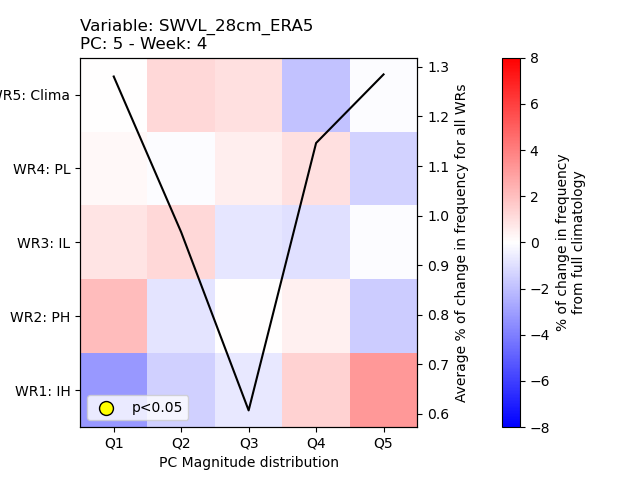 Variable: SWVL_28cm_ERA5
PC: 5 - Week: 4
WR5: Clima
WR4: PL
WR3: IL
WR2: PH
WR1: IH
p<0.05
Q1 Q2 Q3 Q4 Q5
PC Magnitude distribution
1.3
1.2
1.1
1.0
0.9
0.8
0.7
0.6
Average % of change in frequency for all WRs
8
6
4
2
0
−2
−4
−6
−8
% of change in frequency
from full climatology